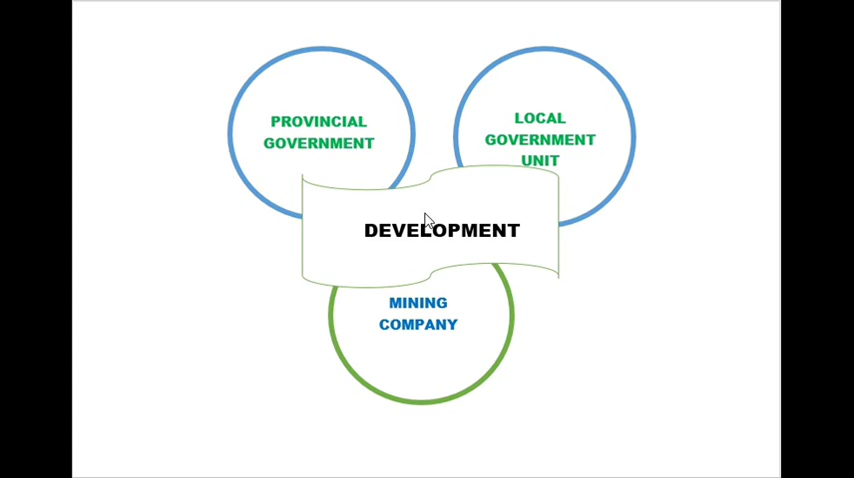 PROVINCIAL
GOVERNMENT
LOCAL
GOVERNMENT
UNIT
DEVELOPMENT
MINING
COMPANY